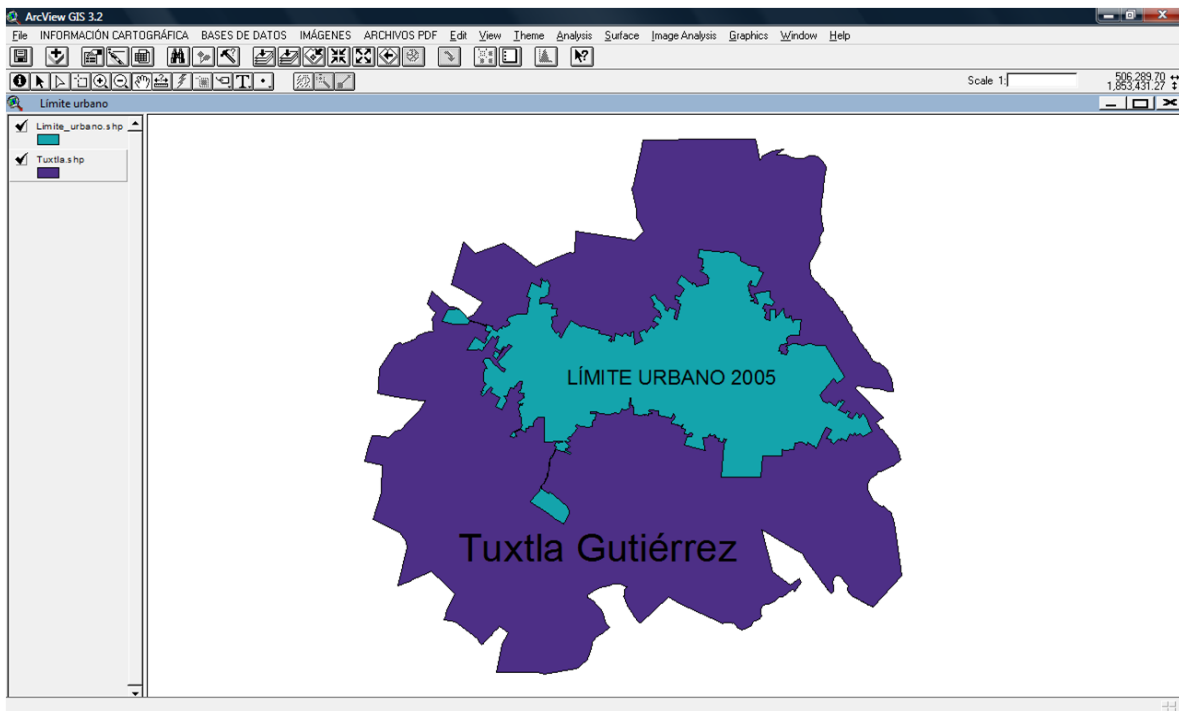 ArcView GIS 3.2
File INFORMACIÓN CARTOGRÁFICA BASES DE DATOS IMÁGENES ARCHIVOS PDF Edit View Theme Analysis Surface Image Analysis Graphics Window Help
Scale 1:
506,289.70
1,853,431.27
Límite urbano
Limite_urbano.shp
Tuxtla.shp
LÍMITE URBANO 2005
Tuxtla Gutiérrez